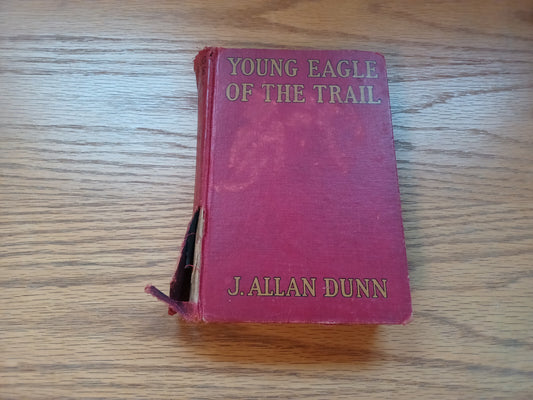 YOUNG EAGLE
OF THE TRAIL
J. ALLAN DUNN